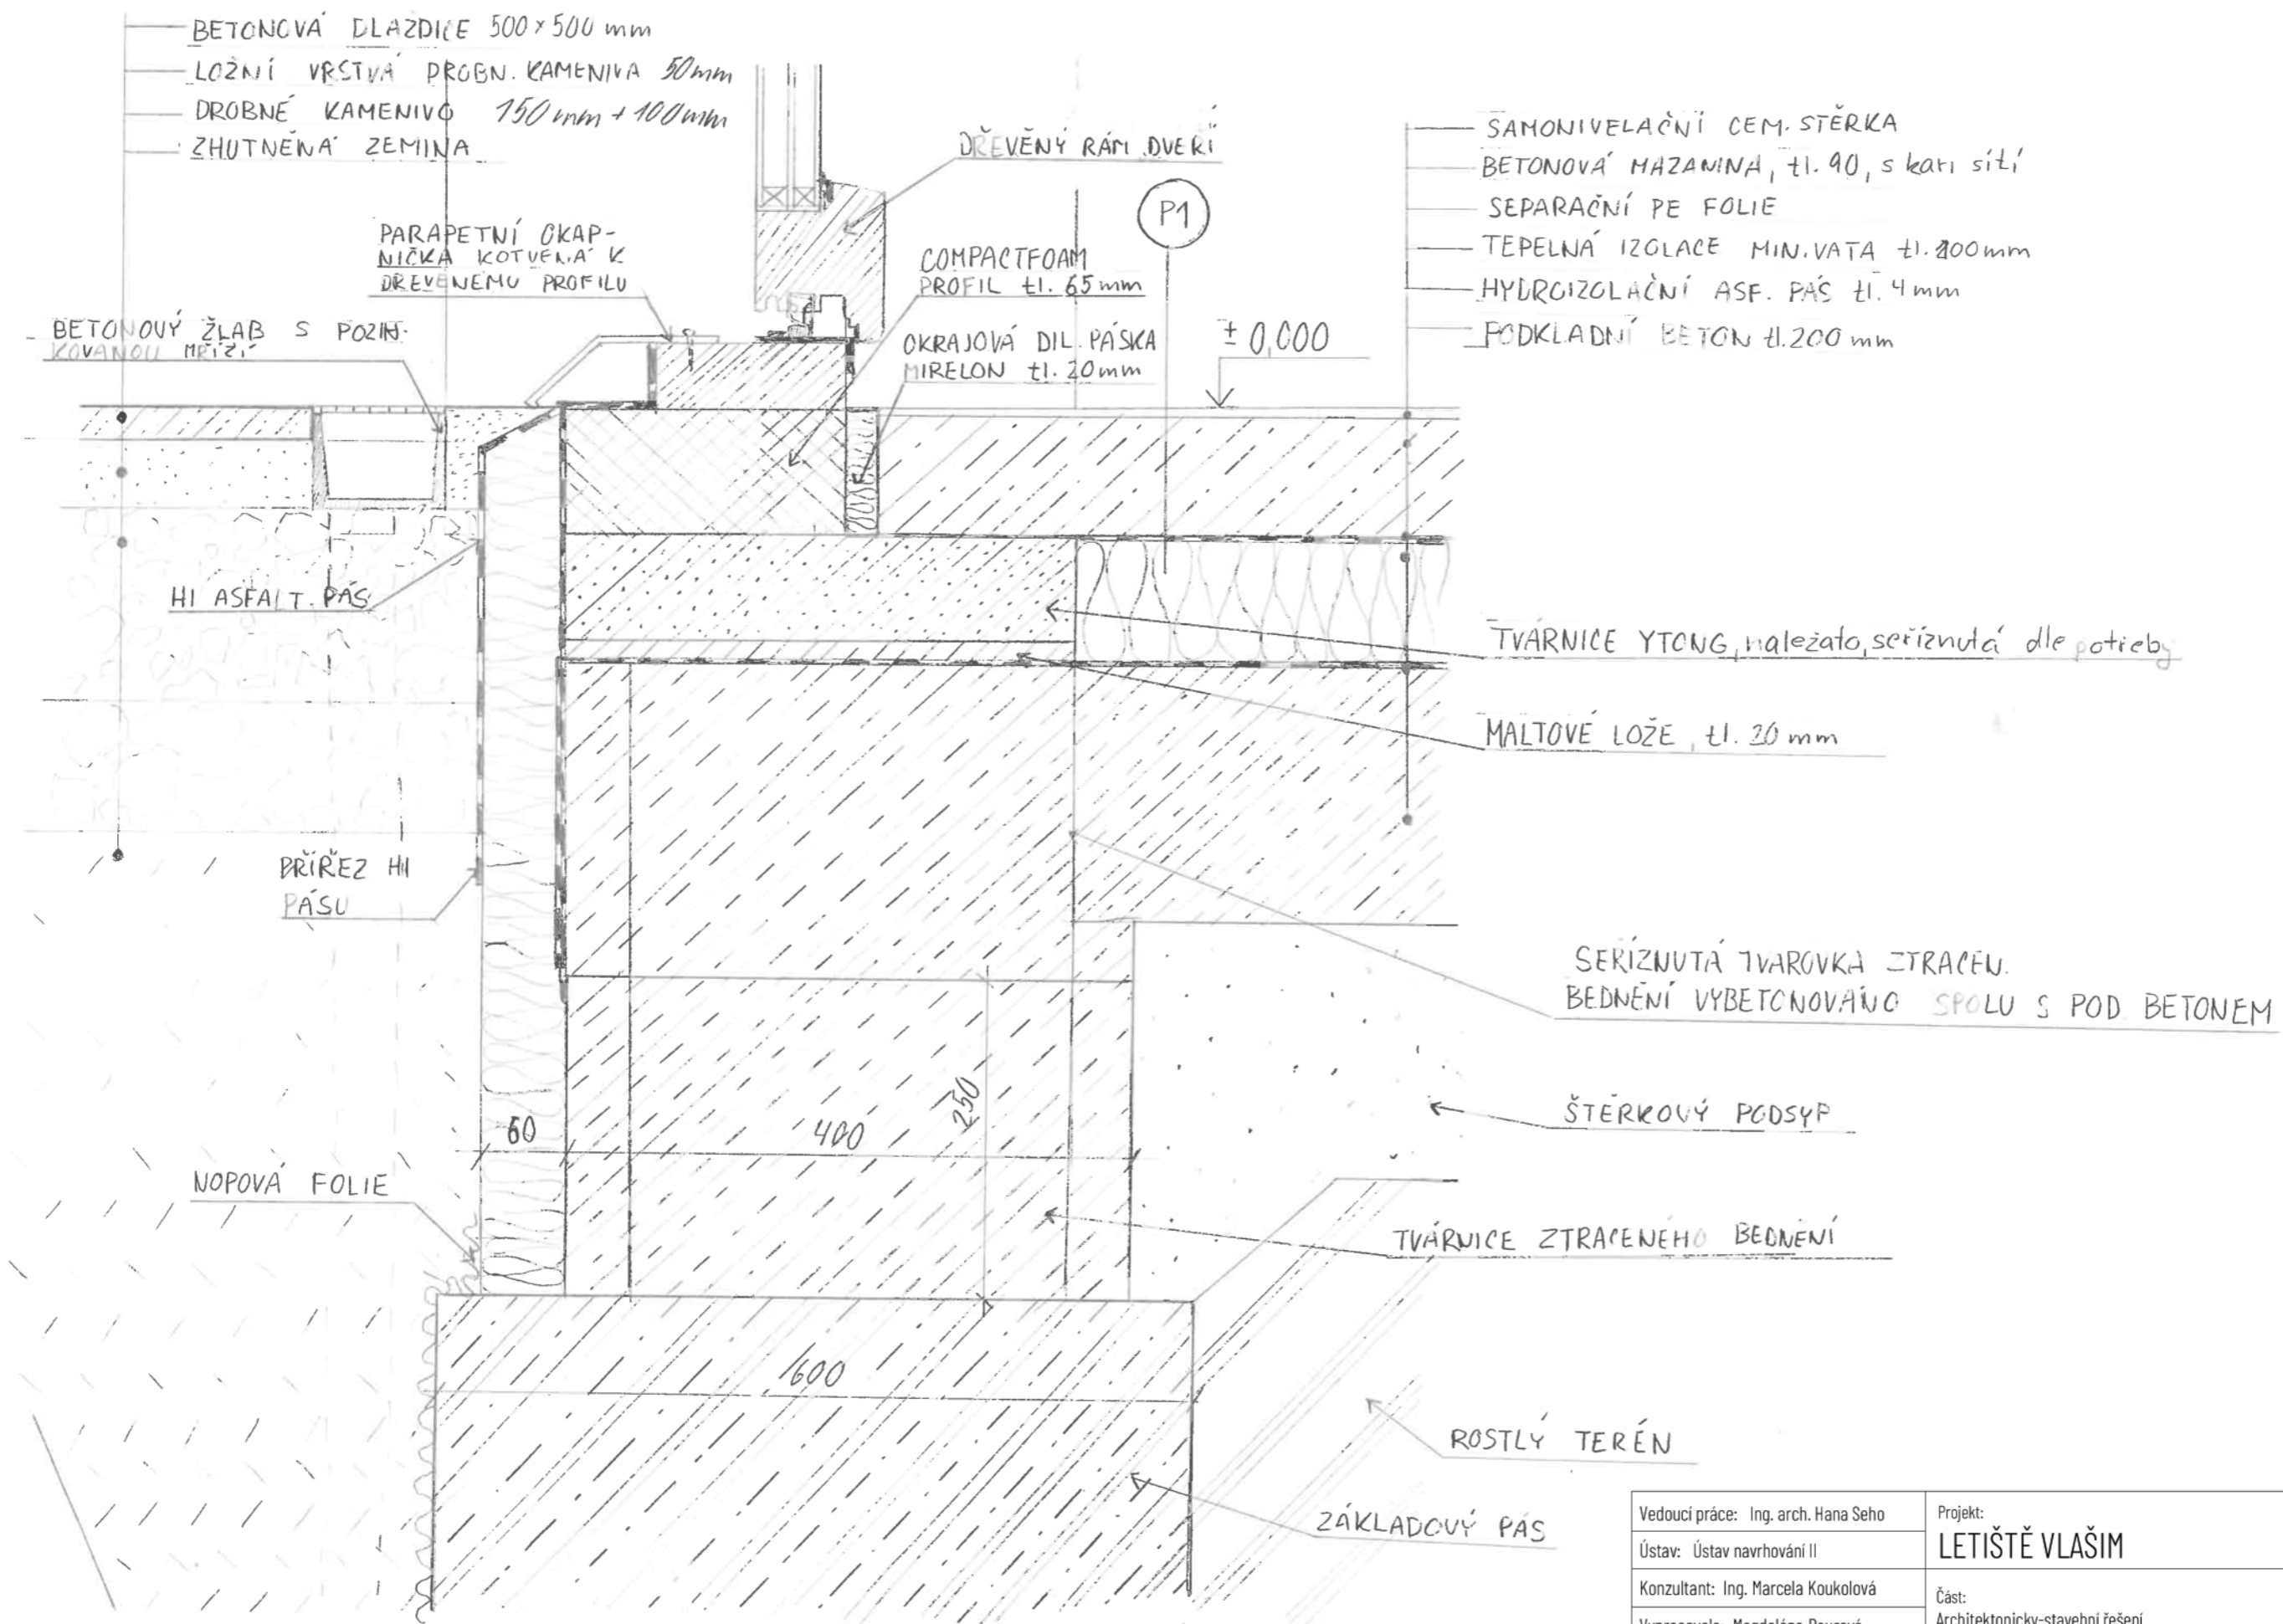 BETONOVÁ DLAZDICE 500 x 500 mm
LOŽNÍ VRSTVA DROBN. KAMENIVA 50mm
DROBNÉ KAMENIVO 150 mm + 100mm
ZHUTNĚNÁ ZEMINA
DŘEVĚNÝ RÁM DVEŘÍ
P1
SAMONIVELAČNÍ CEM. STĚRKA
BETONOVÁ MAZANINA, tl. 90, s kari sítí
SEPARAČNÍ PE FOLIE
TEPELNÁ IZOLACE MIN. VATA tl. 100mm
HYDROIZOLAČNÍ ASF. PÁS tl. 4mm
PODKLADNÍ BETON tl. 200 mm
PARAPETNÍ OKAP-
NIČKA KOTVENÁ K
DŘEVENÉMU PROFILU
COMPACTFOAM
PROFIL tl. 65mm
BETONOVÝ ŽLAB S POZIN-
KOVANOU MŘÍŽÍ
OKRAJOVÁ DIL. PÁSKA
MIRELON tl. 20mm
± 0,000
HI ASFALT. PÁS
TVÁRNICE YTONG, naležato, seříznutá dle potřeby
MALTOVÉ LOŽE, tl. 20 mm
PŘÍŘEZ HI
PÁSU
SEŘÍZNUTÁ TVAROVKA ZTRACEN.
BEDNĚNÍ VYBETONOVÁNO SPOLU S POD BETONEM
250
60
400
ŠTĚRKOVÝ PODSYP
NOPOVÁ FOLIE
TVÁRNICE ZTRACENÉHO BEDNĚNÍ
600
ROSTLÝ TERÉN
ZÁKLADOVÝ PÁS
Vedoucí práce: Ing. arch. Hana Seho
Ústav: Ústav navrhování II
Konzultant: Ing. Marcela Koukolová
Projekt:
LETIŠTĚ VLAŠIM
Část:
Architektonicky-stavební řešení